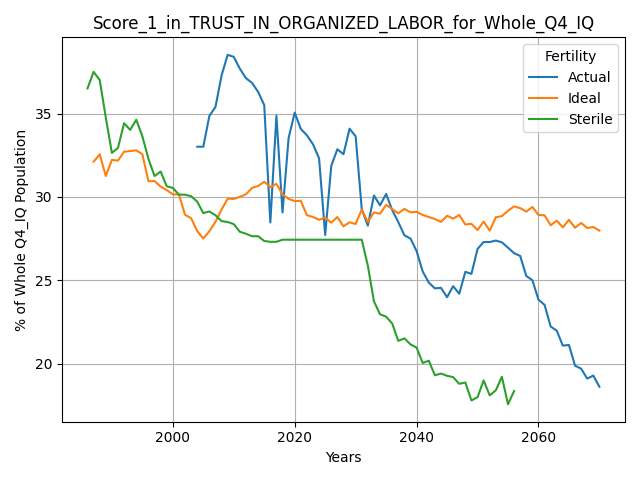 Score_1_in_TRUST_IN_ORGANIZED_LABOR_for_Whole_Q4_IQ
Fertility
Actual
Ideal
Sterile
% of Whole Q4_IQ Population
35
30
25
20
2000
2020
2040
2060
Years